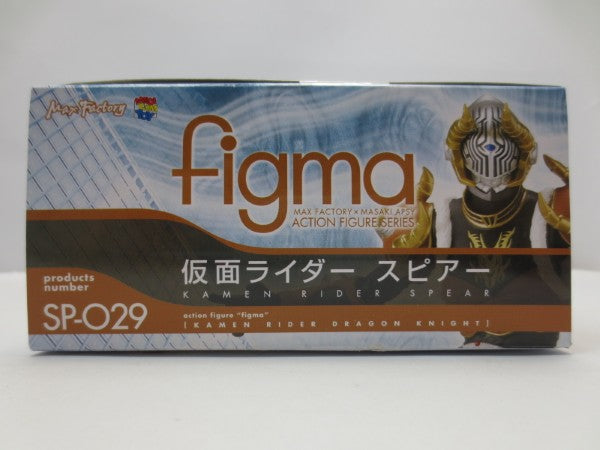 Max Factory
figma
MAX FACTORY × MASAKI APSY
ACTION FIGURE SERIES
products
number
SP-029
仮面ライダー スピアー
KAMEN RIDER SPEAR
action figure "figma"
[KAMEN RIDER DRAGON KNIGHT]